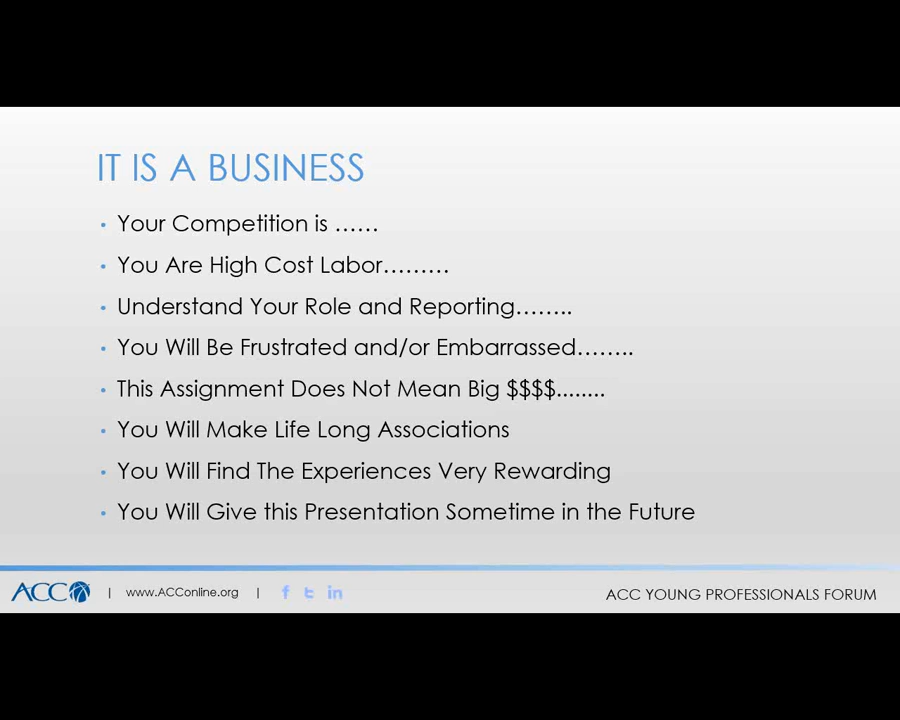 IT IS A BUSINESS
• Your Competition is ......
• You Are High Cost Labor.........
• Understand Your Role and Reporting........
• You Will Be Frustrated and/or Embarrassed........
• This Assignment Does Not Mean Big $$$$........
• You Will Make Life Long Associations
• You Will Find The Experiences Very Rewarding
• You Will Give this Presentation Sometime in the Future
ACC | www.ACConline.org | f t in
ACC YOUNG PROFESSIONALS FORUM